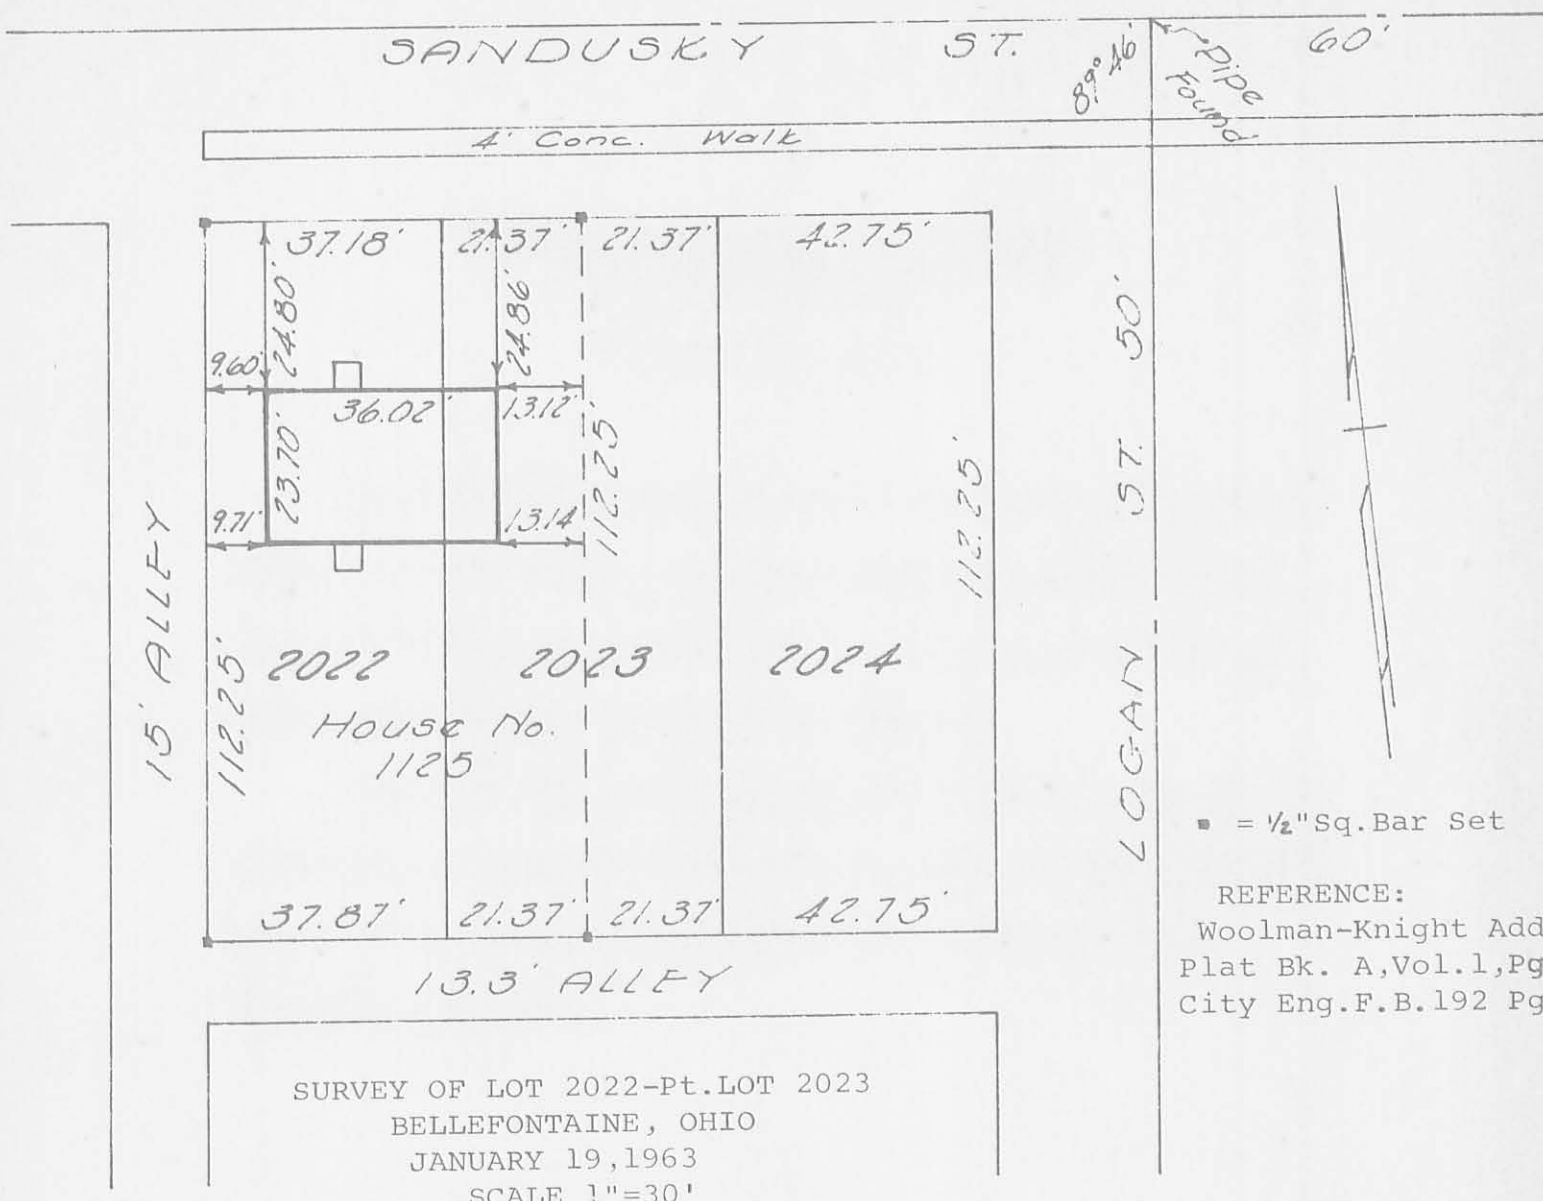 SANDUSKY ST.
60'
89° 46'
Pipe
Found
4' Conc. Walk
37.18'
21.37'
21.37'
42.75'
24.80'
24.86'
50'
9.60'
36.02'
13.12'
23.70'
112.25'
112.25'
ST.
9.71'
13.14
15' ALLEY
2022
2023
2024
112.25'
House No.
1125
LOGAN
▪ = ½"Sq.Bar Set
37.87'
21.37'
21.37'
42.75'
REFERENCE:
Woolman-Knight Add
Plat Bk. A,Vol.1,Pg
City Eng.F.B.192 Pg
13.3' ALLEY
SURVEY OF LOT 2022-Pt.LOT 2023
BELLEFONTAINE, OHIO
JANUARY 19,1963
SCALE 1"=30'